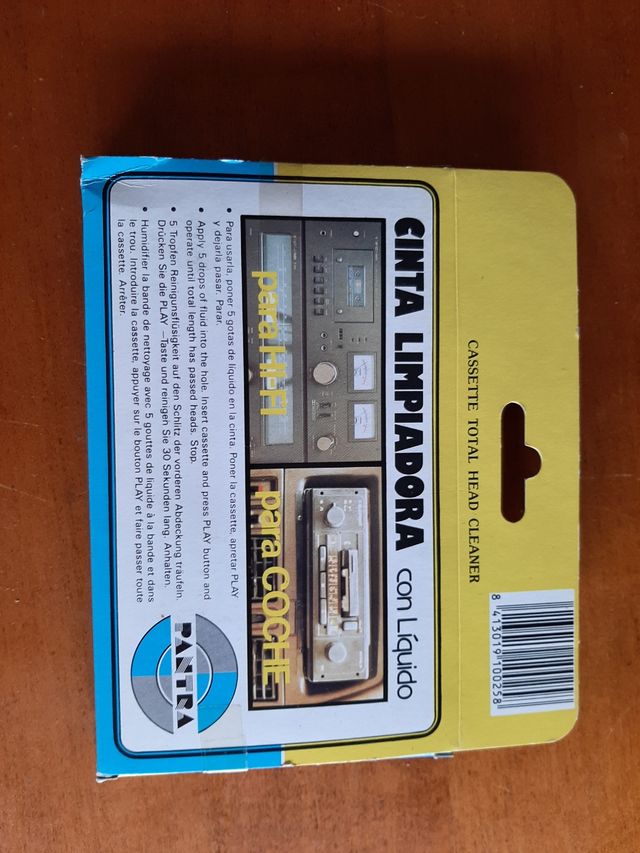 CASSETTE TOTAL HEAD CLEANER
8 413019 100258
CINTA LIMPIADORA con Líquido
para HI-FI
para COCHE
• Para usarla, poner 5 gotas de líquido en la cinta. Poner la cassette, apretar PLAY
y dejarla pasar. Parar.
• Apply 5 drops of fluid into the hole. Insert cassette and press PLAY button and
operate until total length has passed heads. Stop.
• 5 Tropfen Reinigunsflüsigkeit auf den Schlitz der vorderen Abdeckung träufeln.
Drücken Sie die PLAY —Taste und reinigen Sie 30 Sekunden lang. Anhalten.
• Humidifier la bande de nettoyage avec 5 gouttes de liquide à la bande et dans
le trou. Introduire la cassette, appuyer sur le bouton PLAY et faire passer toute
la cassette. Arrêter.
PANTRA